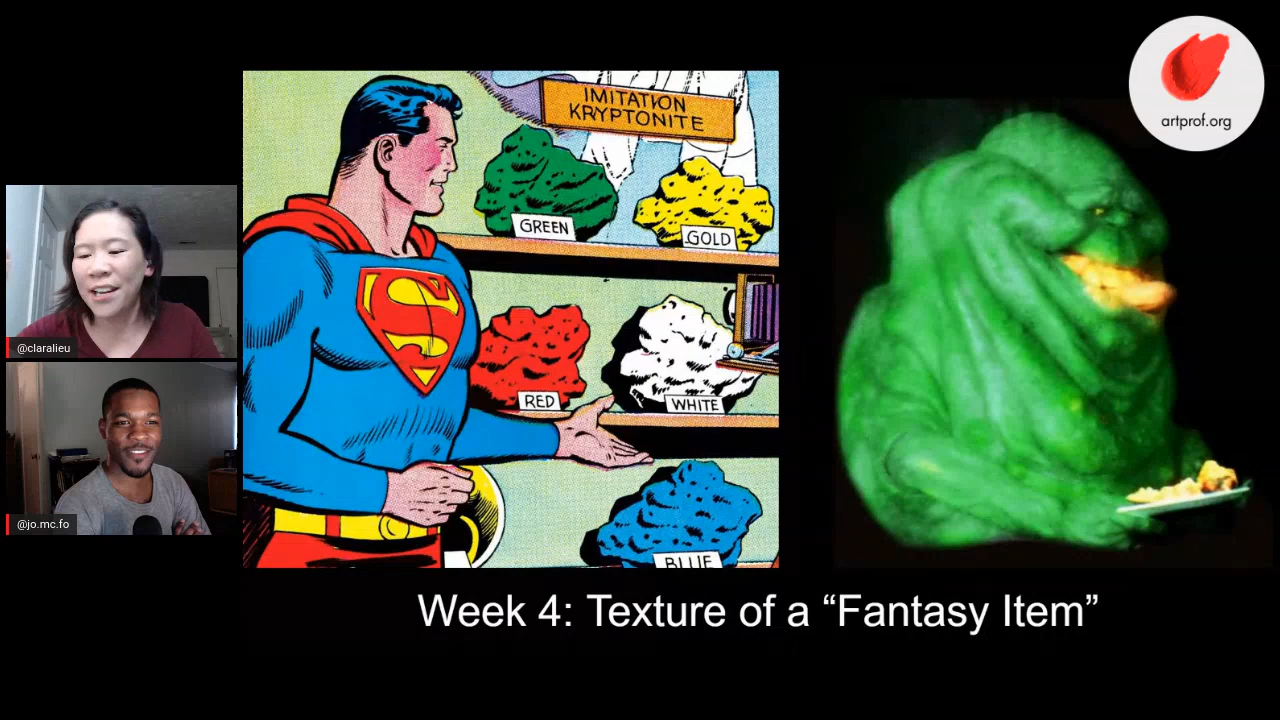 artprof.org
IMITATION
KRYPTONITE
GREEN
GOLD
RED
WHITE
BLUE
@claralieu
@jo.mc.fo
Week 4: Texture of a “Fantasy Item”